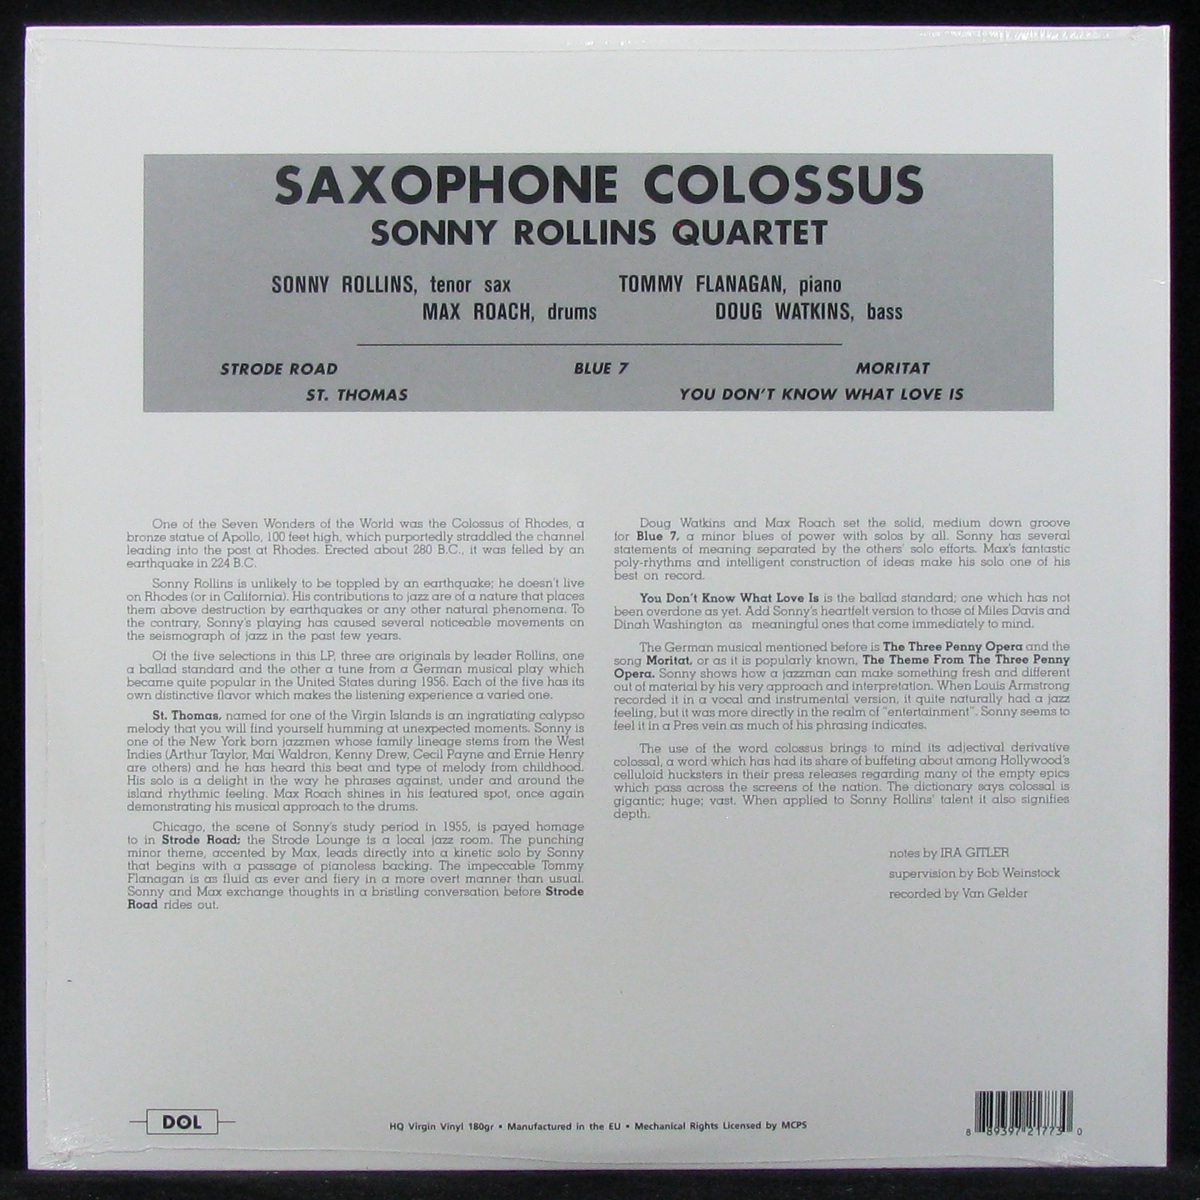 SAXOPHONE COLOSSUS
SONNY ROLLINS QUARTET
SONNY ROLLINS, tenor sax TOMMY FLANAGAN, piano
MAX ROACH, drums DOUG WATKINS, bass
STRODE ROAD BLUE 7 MORITAT
ST. THOMAS YOU DON'T KNOW WHAT LOVE IS
One of the Seven Wonders of the World was the Colossus of Rhodes, a
bronze statue of Apollo, 100 feet high, which purportedly straddled the channel
leading into the post at Rhodes. Erected about 280 B.C., it was felled by an
earthquake in 224 B.C.
Sonny Rollins is unlikely to be toppled by an earthquake; he doesn't live
on Rhodes (or in California). His contributions to jazz are of a nature that places
them above destruction by earthquakes or any other natural phenomena. To
the contrary, Sonny's playing has caused several noticeable movements on
the seismograph of jazz in the past few years.
Of the five selections in this LP, three are originals by leader Rollins, one
a ballad standard and the other a tune from a German musical play which
became quite popular in the United States during 1956. Each of the five has its
own distinctive flavor which makes the listening experience a varied one.
St. Thomas, named for one of the Virgin Islands is an ingratiating calypso
melody that you will find yourself humming at unexpected moments. Sonny is
one of the New York born jazzmen whose family lineage stems from the West
Indies (Arthur Taylor, Mal Waldron, Kenny Drew, Cecil Payne and Ernie Henry
are others) and he has heard this beat and type of melody from childhood.
His solo is a delight in the way he phrases against, under and around the
island rhythmic feeling. Max Roach shines in his featured spot, once again
demonstrating his musical approach to the drums.
Chicago, the scene of Sonny's study period in 1955, is payed homage
to in Strode Road; the Strode Lounge is a local jazz room. The punching
minor theme, accented by Max, leads directly into a kinetic solo by Sonny
that begins with a passage of pianoless backing. The impeccable Tommy
Flanagan is as fluid as ever and fiery in a more overt manner than usual.
Sonny and Max exchange thoughts in a bristling conversation before Strode
Road rides out.
Doug Watkins and Max Roach set the solid, medium down groove
for Blue 7, a minor blues of power with solos by all. Sonny has several
statements of meaning separated by the others' solo efforts. Max's fantastic
poly-rhythms and intelligent construction of ideas make his solo one of his
best on record.
You Don't Know What Love Is is the ballad standard; one which has not
been overdone as yet. Add Sonny's heartfelt version to those of Miles Davis and
Dinah Washington as meaningful ones that come immediately to mind.
The German musical mentioned before is The Three Penny Opera and the
song Moritat, or as it is popularly known, The Theme From The Three Penny
Opera. Sonny shows how a jazzman can make something fresh and different
out of material by his very approach and interpretation. When Louis Armstrong
recorded it in a vocal and instrumental version, it quite naturally had a jazz
feeling, but it was more directly in the realm of "entertainment". Sonny seems to
feel it in a Pres vein as much of his phrasing indicates.
The use of the word colossus brings to mind its adjectival derivative
colossal, a word which has had its share of buffeting about among Hollywood's
celluloid hucksters in their press releases regarding many of the empty epics
which pass across the screens of the nation. The dictionary says colossal is
gigantic; huge; vast. When applied to Sonny Rollins' talent it also signifies
depth.
notes by IRA GITLER
supervision by Bob Weinstock
recorded by Van Gelder
DOL
HQ Virgin Vinyl 180gr • Manufactured in the EU • Mechanical Rights Licensed by MCPS
8 89397 21773 0